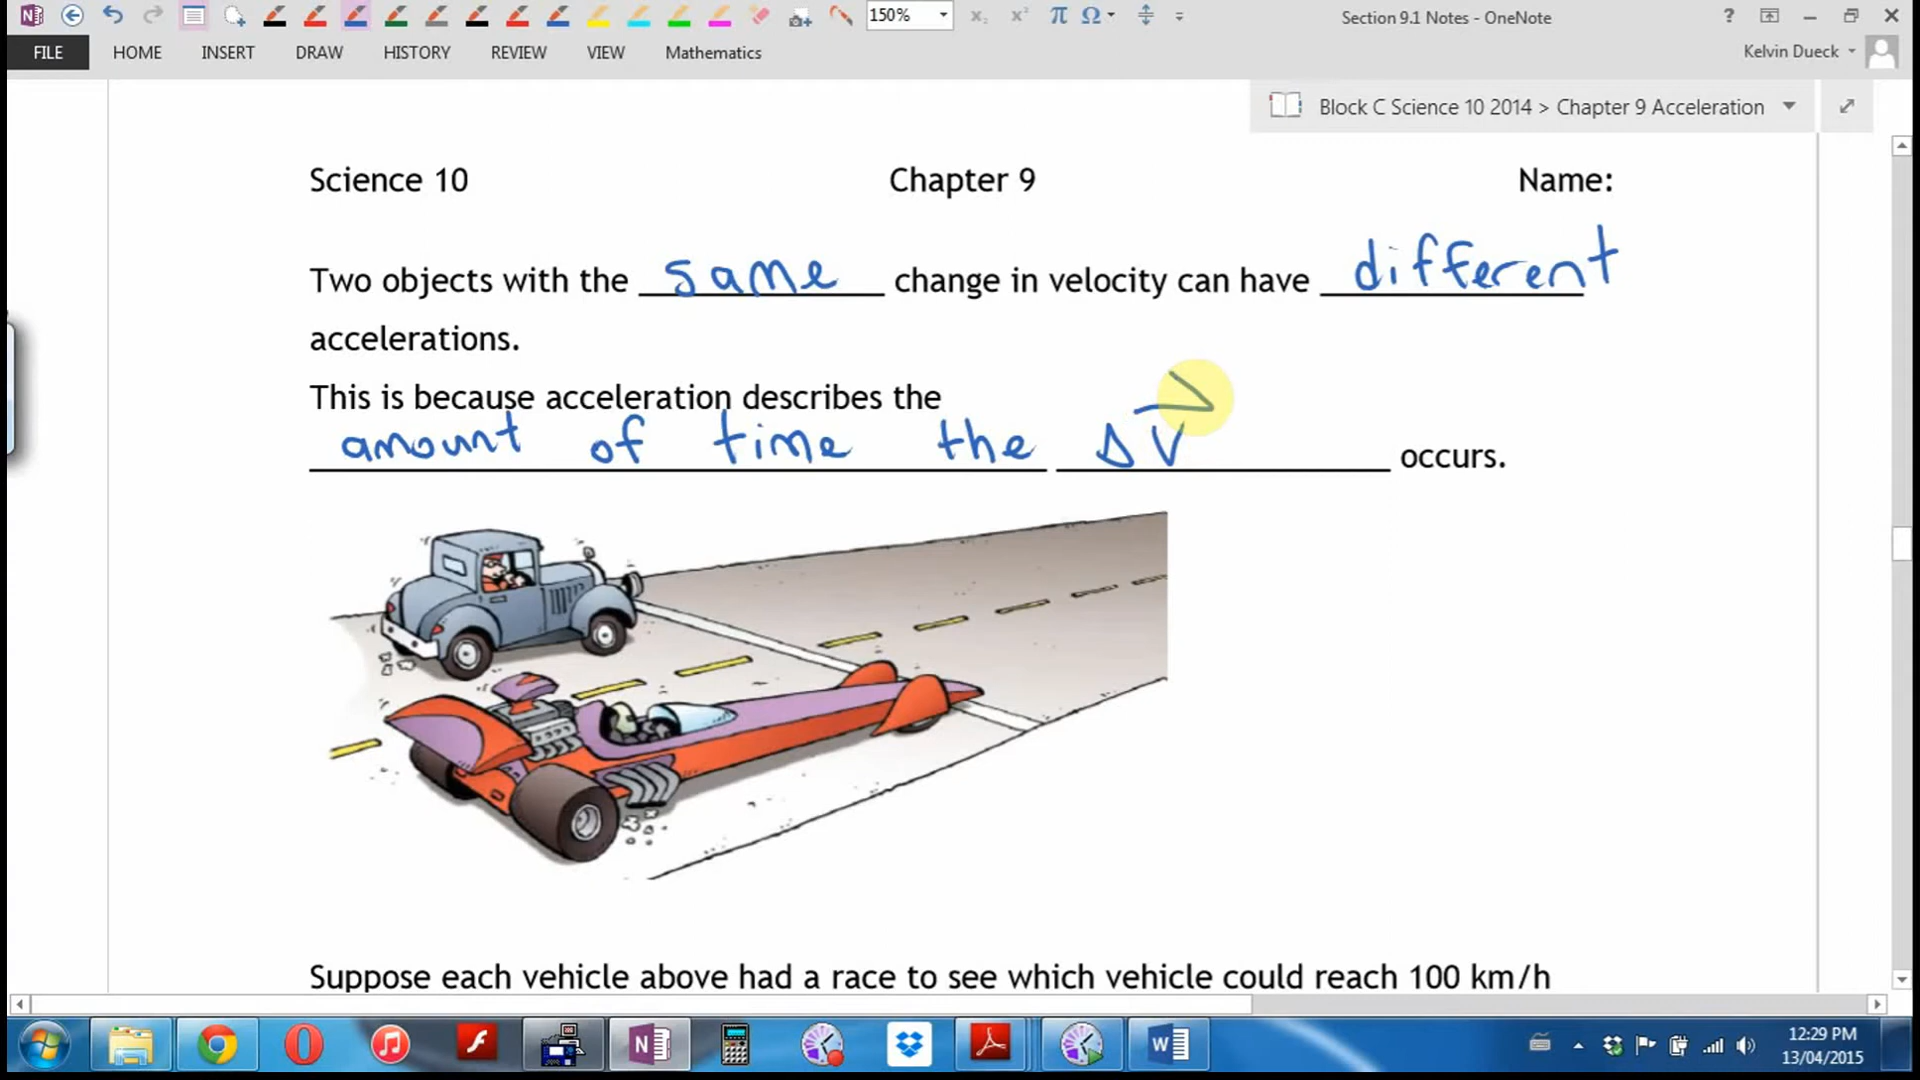 150%
x₂ x² π Ω
Section 9.1 Notes - OneNote
?
FILE HOME INSERT DRAW HISTORY REVIEW VIEW Mathematics
Kelvin Dueck
Block C Science 10 2014 > Chapter 9 Acceleration
Science 10 Chapter 9 Name:
Two objects with the same change in velocity can have different
accelerations.
This is because acceleration describes the
amount of time the Δv⃗ occurs.
Suppose each vehicle above had a race to see which vehicle could reach 100 km/h
12:29 PM
13/04/2015